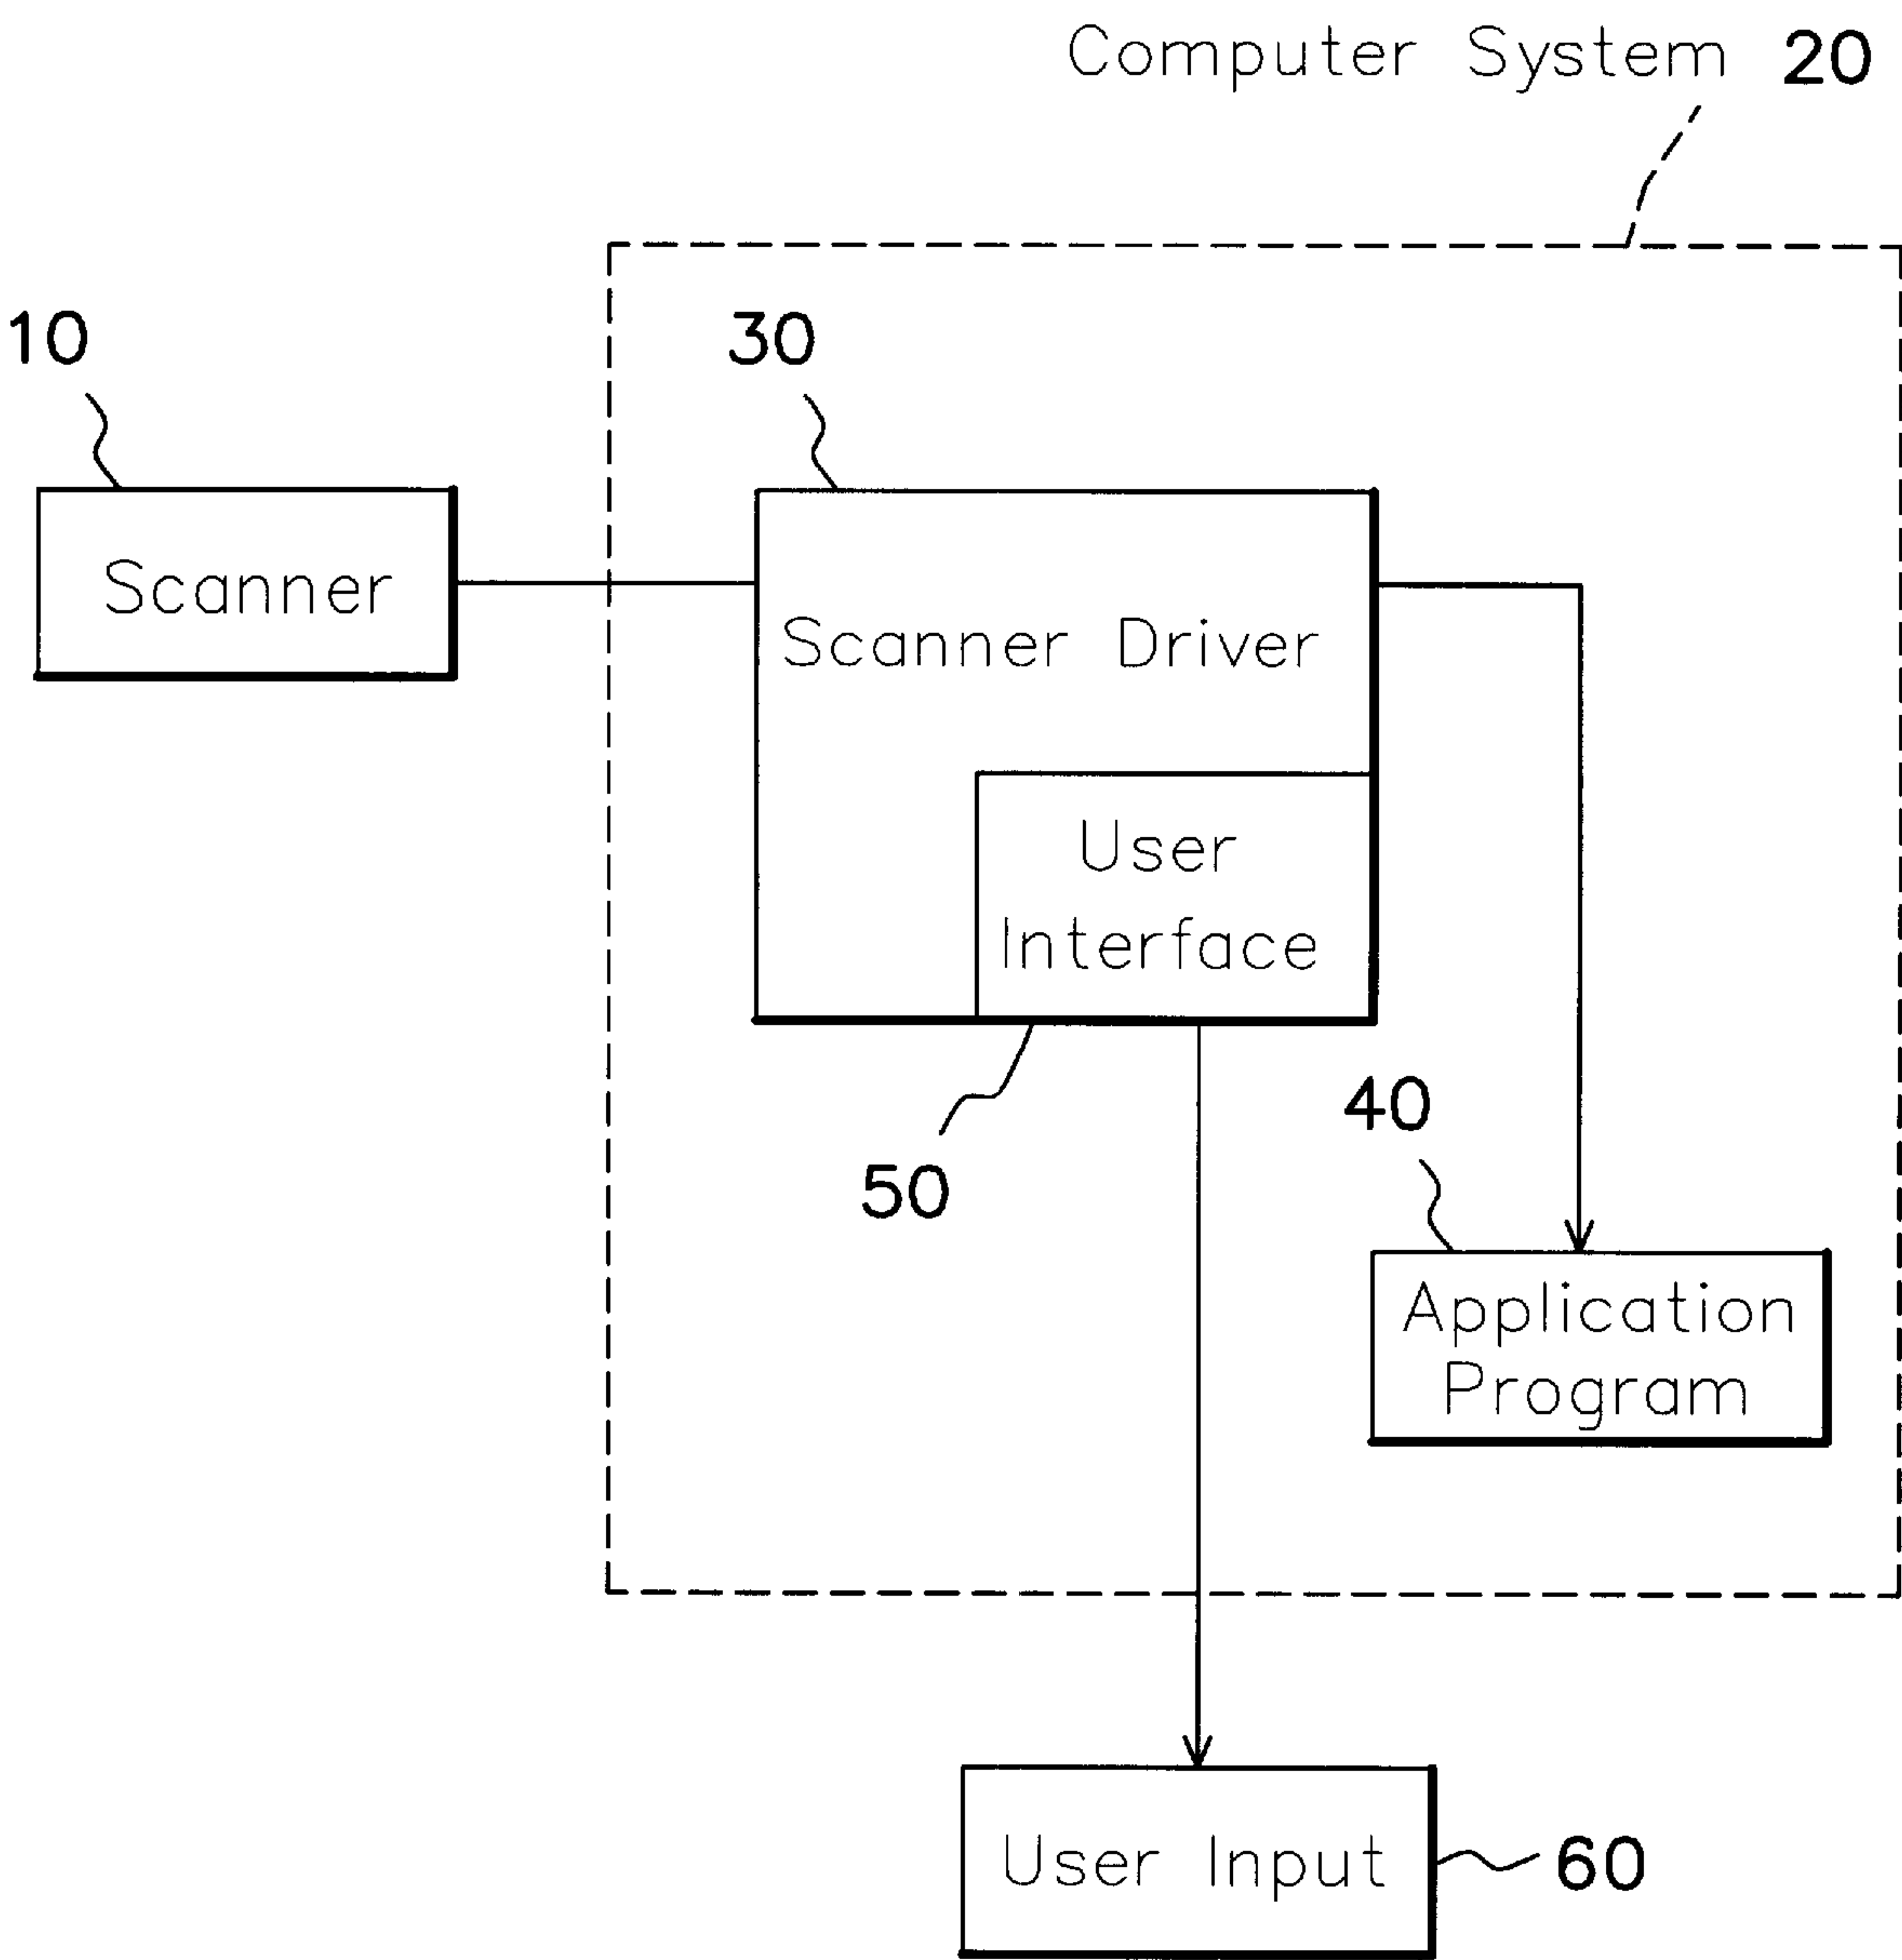 Computer System 20
10
30
Scanner
Scanner Driver
User
Interface
40
50
Application
Program
User Input
60